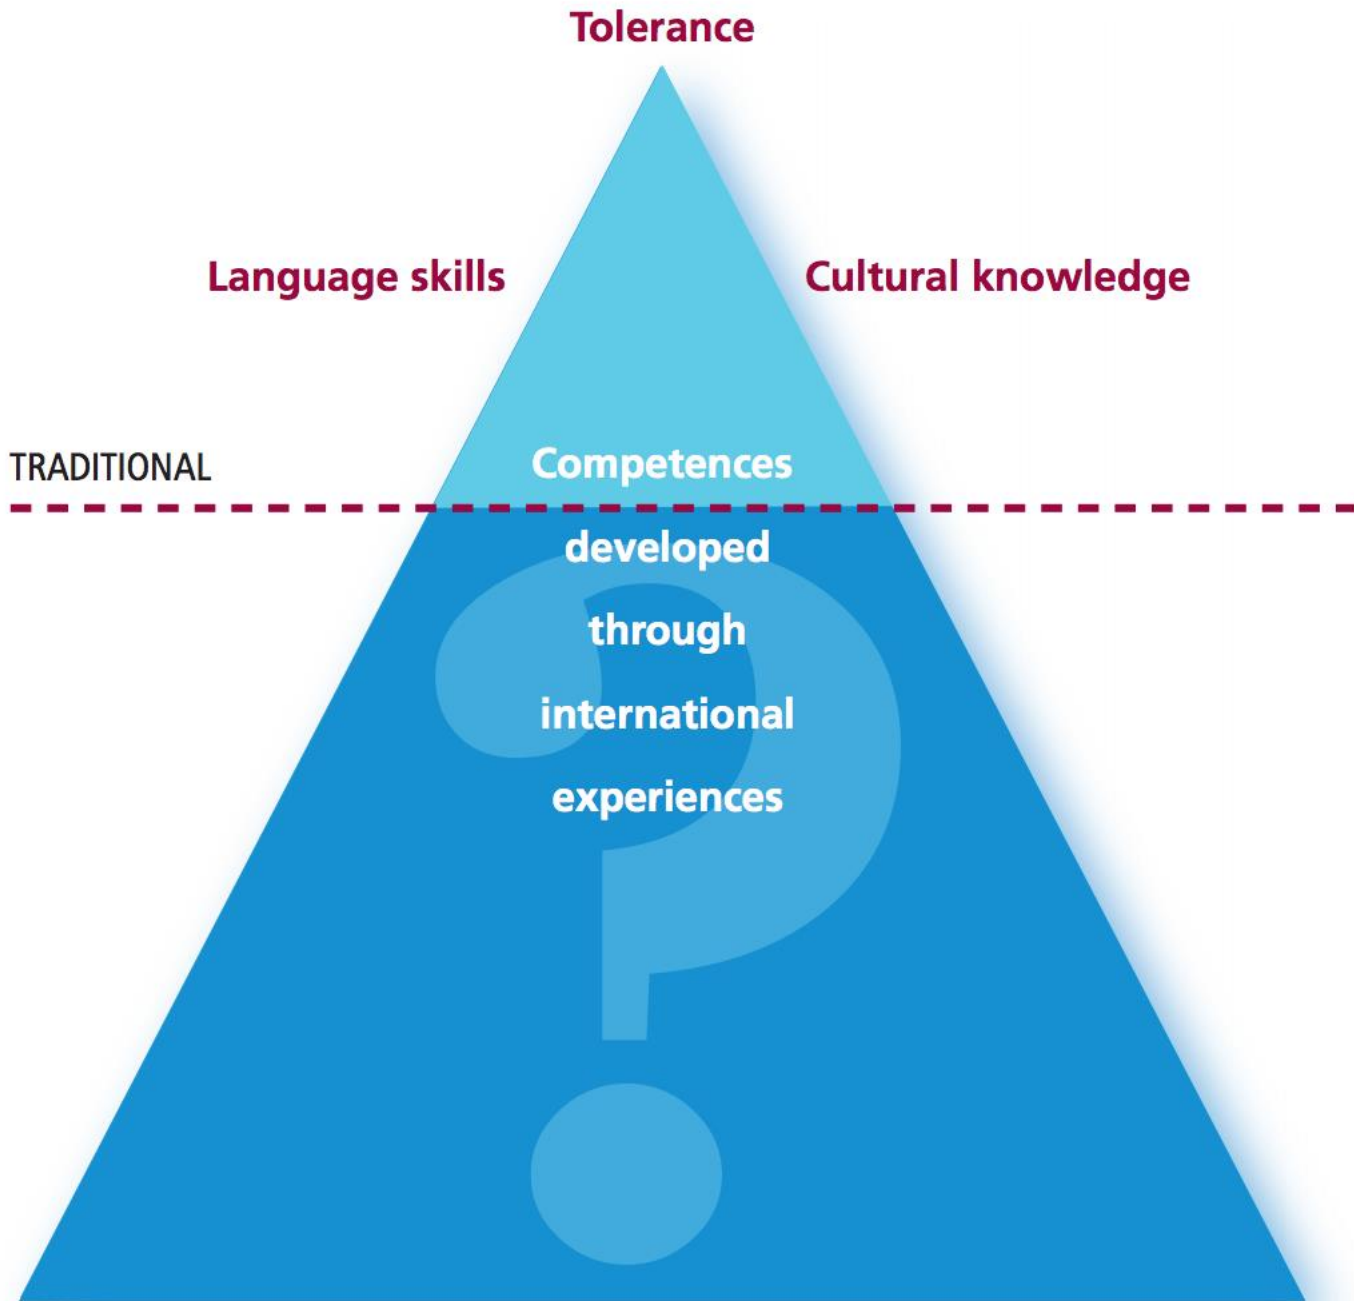 Tolerance
Language skills
Cultural knowledge
TRADITIONAL
Competences
developed
through
international
experiences
?